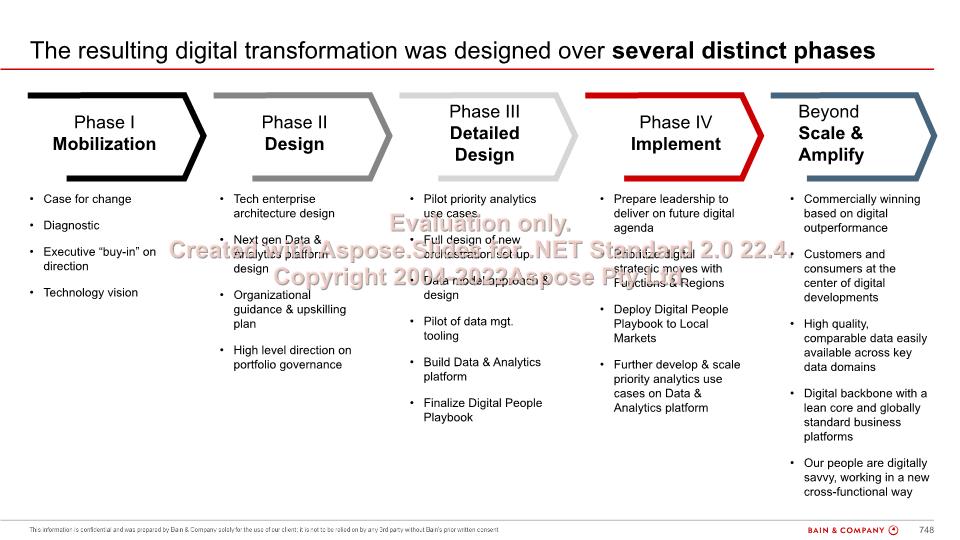 The resulting digital transformation was designed over several distinct phases
Phase I
Mobilization
Phase II
Design
Phase III
Detailed
Design
Phase IV
Implement
Beyond
Scale &
Amplify
• Case for change
• Diagnostic
• Executive “buy-in” on
direction
• Technology vision
• Tech enterprise
architecture design
• Next gen Data &
Analytics platform
design
• Organizational
guidance & upskilling
plan
• High level direction on
portfolio governance
• Pilot priority analytics
use cases
• Full design of new
orchestration set up
• Data model approach &
design
• Pilot of data mgt.
tooling
• Build Data & Analytics
platform
• Finalize Digital People
Playbook
• Prepare leadership to
deliver on future digital
agenda
• Prioritize digital
strategic moves with
Functions & Regions
• Deploy Digital People
Playbook to Local
Markets
• Further develop & scale
priority analytics use
cases on Data &
Analytics platform
• Commercially winning
based on digital
outperformance
• Customers and
consumers at the
center of digital
developments
• High quality,
comparable data easily
available across key
data domains
• Digital backbone with a
lean core and globally
standard business
platforms
• Our people are digitally
savvy, working in a new
cross-functional way
Evaluation only.
Created with Aspose.Slides for .NET Standard 2.0 22.4.
Copyright 2004-2022Aspose Pty Ltd.
This information is confidential and was prepared by Bain & Company solely for the use of our client; it is not to be relied on by any 3rd party without Bain's prior written consent
BAIN & COMPANY
748